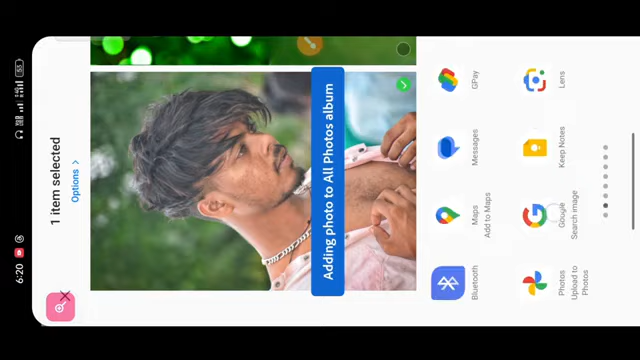 6:20
55
1 item selected
Options >
Adding photo to All Photos album
Bluetooth
Maps
Add to Maps
Messages
GPay
Photos
Upload to
Photos
Google
Search image
Keep Notes
Lens